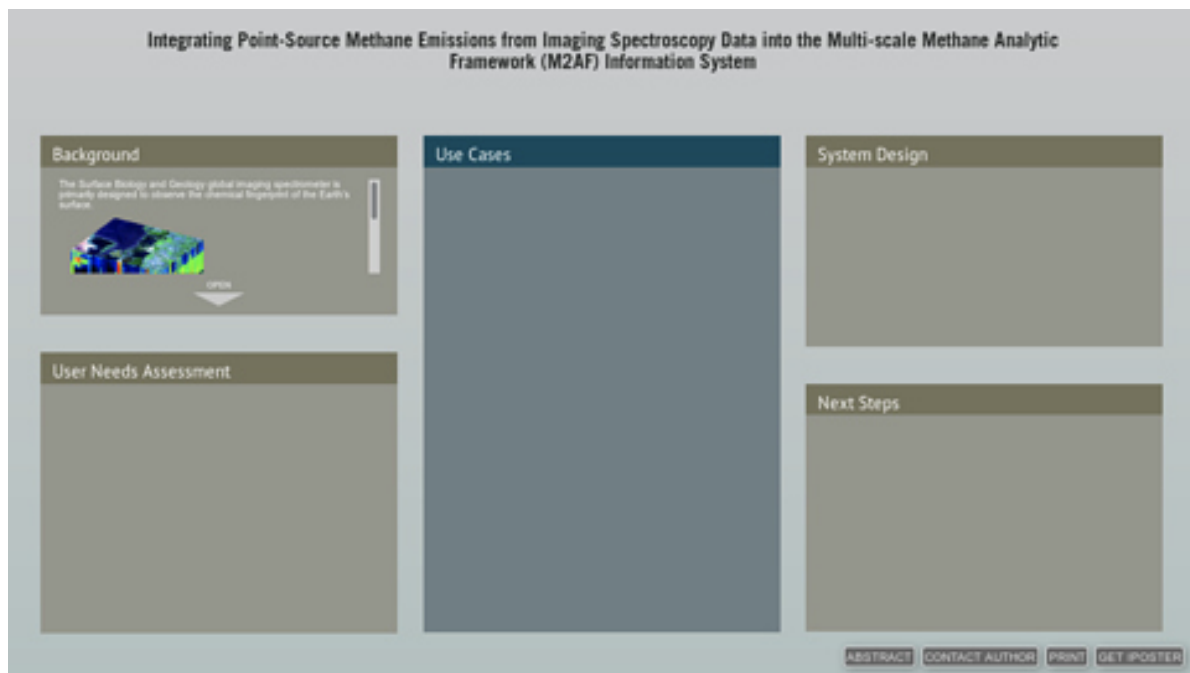 Integrating Point-Source Methane Emissions from Imaging Spectroscopy Data into the Multi-scale Methane Analytic
Framework (M2AF) Information System
Background
The Surface Biology and Geology global imaging spectrometer is
primarily designed to observe the chemical fingerprint of the Earth's
surface.
OPEN
User Needs Assessment
Use Cases
System Design
Next Steps
ABSTRACT
CONTACT AUTHOR
PRINT
GET IPOSTER